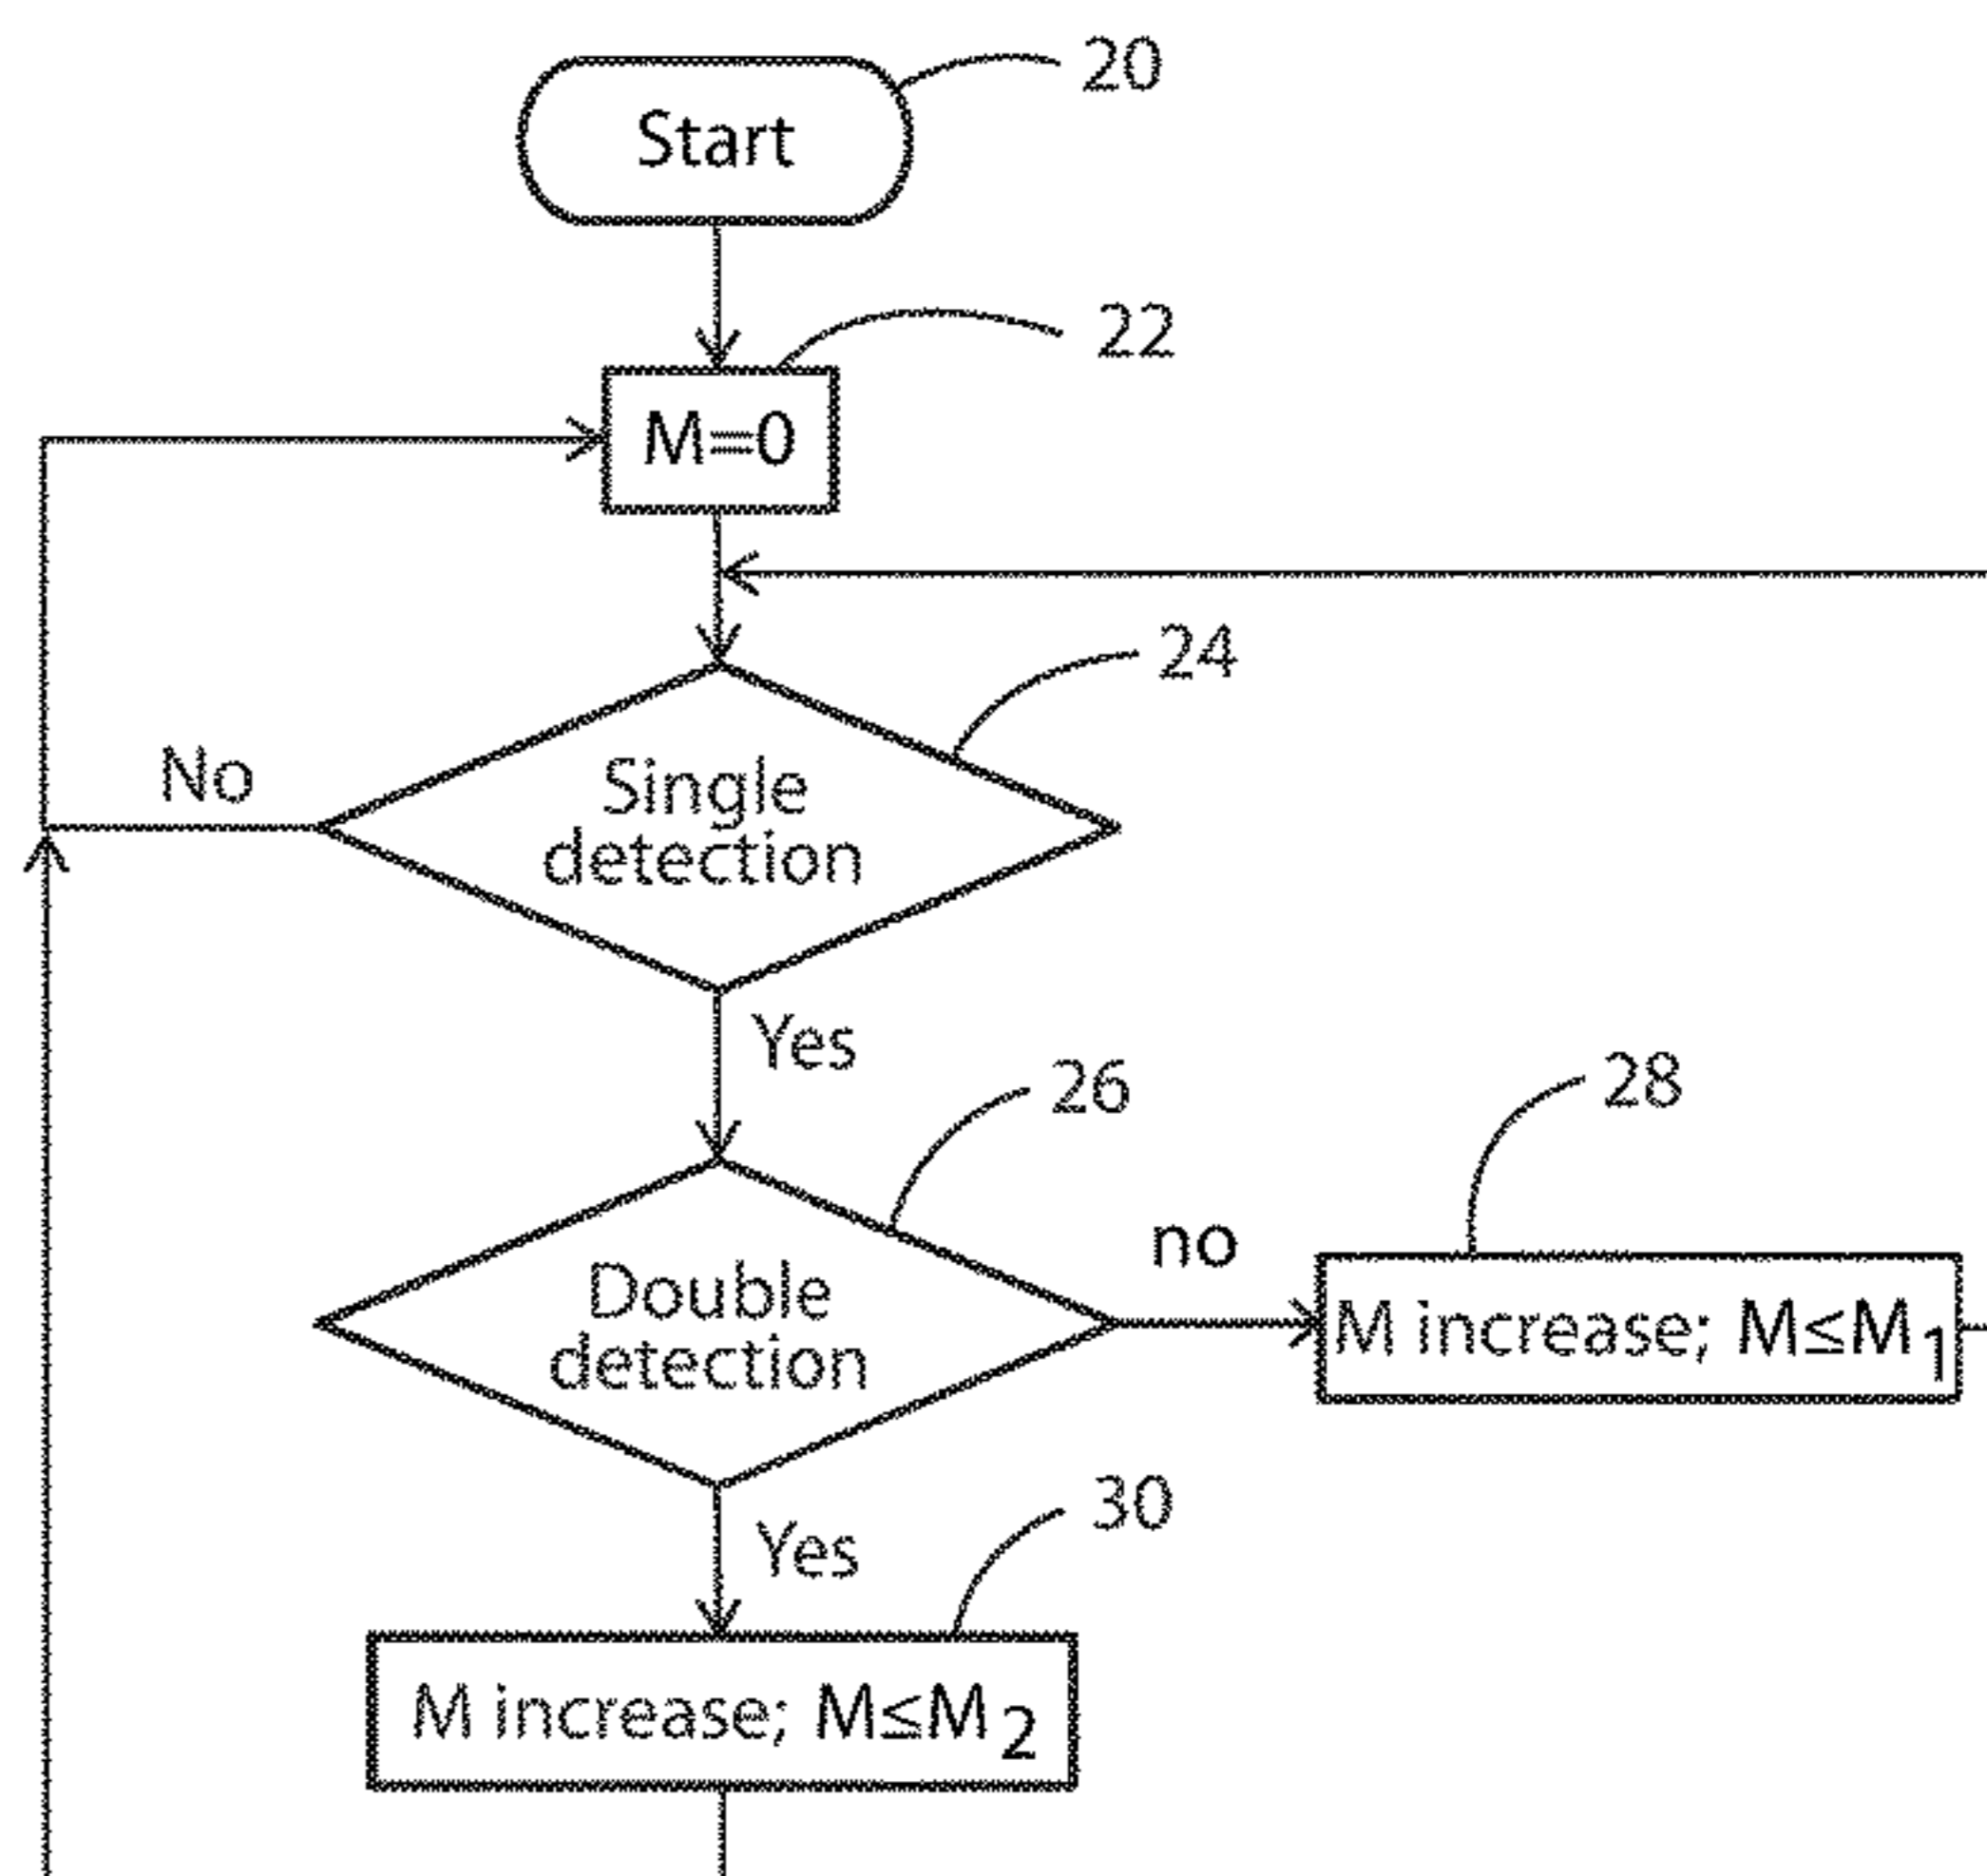 20
Start
22
M=0
24
No
Single
detection
Yes
26
28
no
Double
detection
M increase; M≤M1
30
Yes
M increase; M≤M2